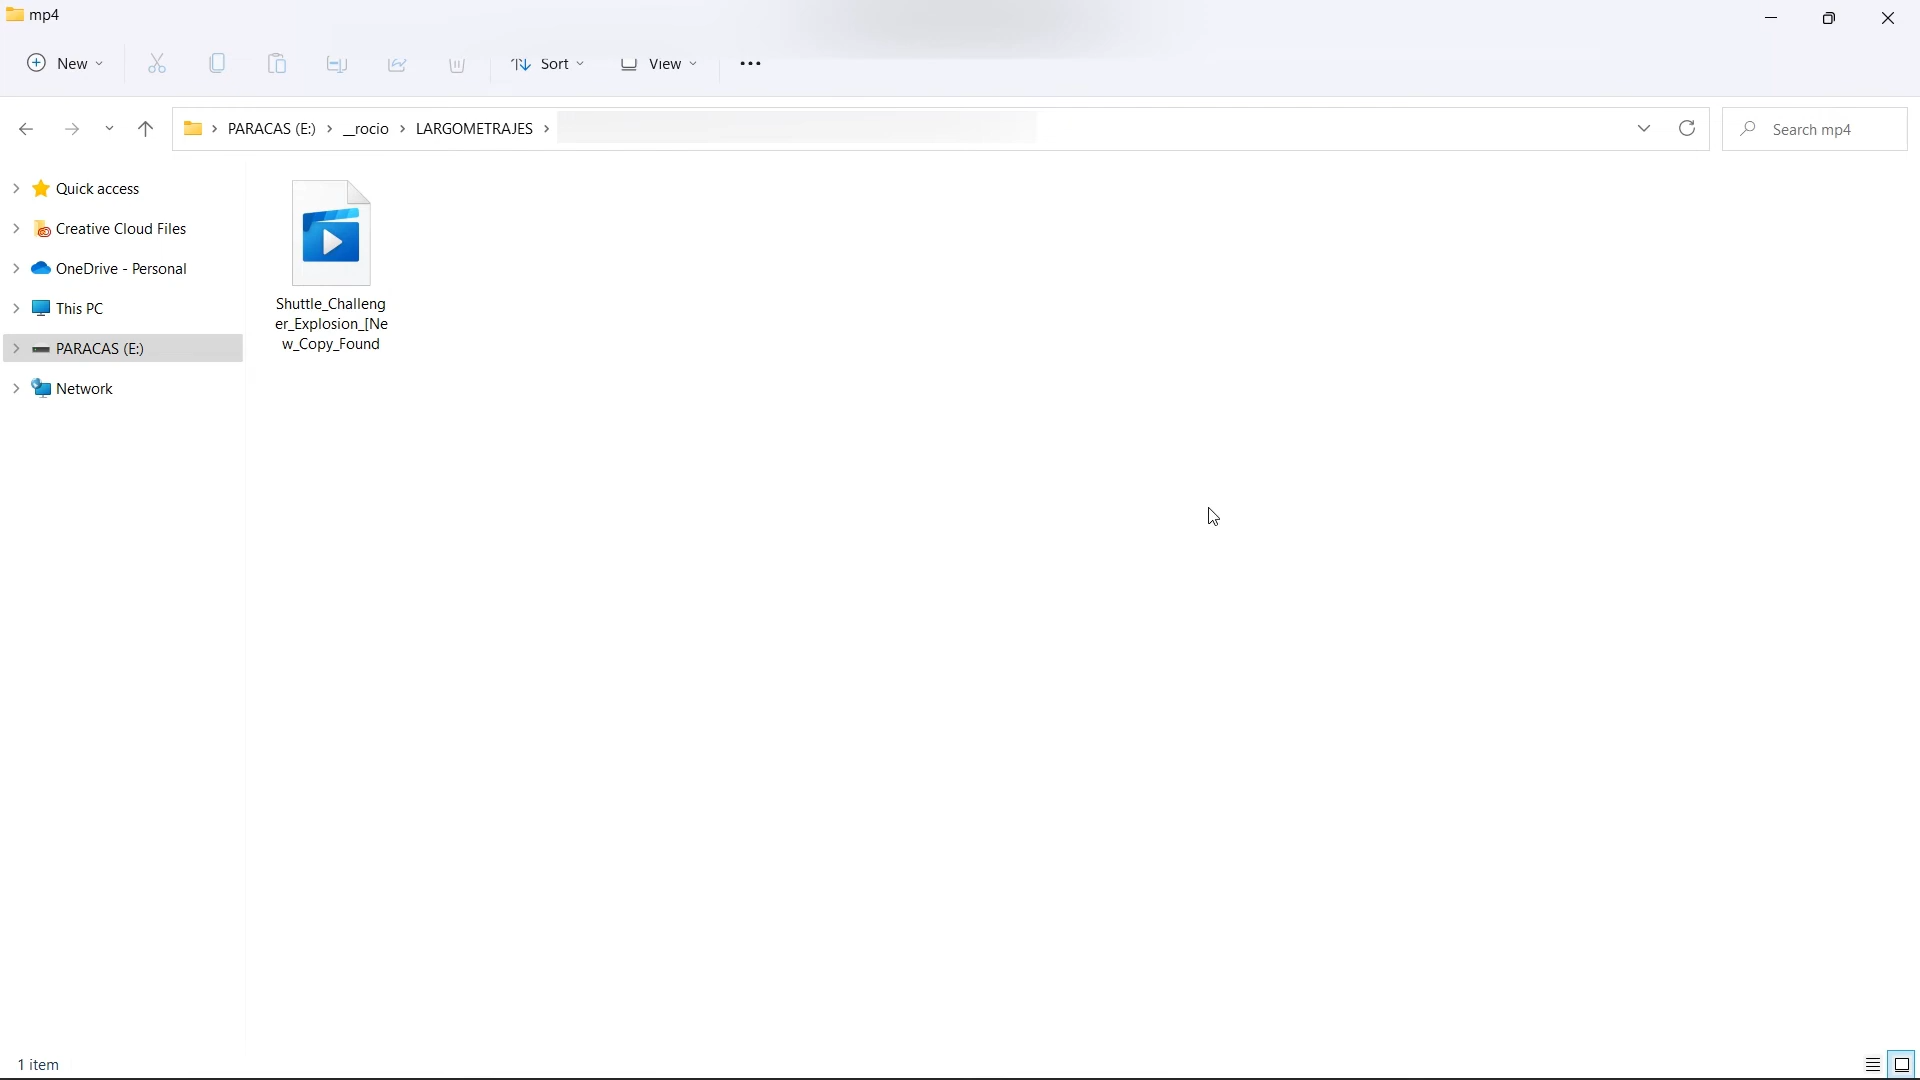 mp4
New
Sort
View
PARACAS (E:) > __rocio > LARGOMETRAJES >
Search mp4
Quick access
Creative Cloud Files
OneDrive - Personal
This PC
PARACAS (E:)
Network
Shuttle_Challeng
er_Explosion_[Ne
w_Copy_Found
1 item